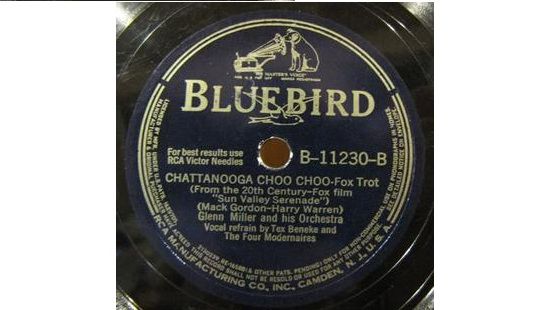 "HIS MASTER'S VOICE"
BLUEBIRD
For best results use
RCA Victor Needles
B-11230-B
CHATTANOOGA CHOO CHOO-Fox Trot
(From the 20th Century-Fox film
"Sun Valley Serenade")
(Mack Gordon-Harry Warren)
Glenn Miller and his Orchestra
Vocal refrain by Tex Beneke and
The Four Modernaires
RCA MANUFACTURING CO., INC., CAMDEN, N. J., U. S. A.